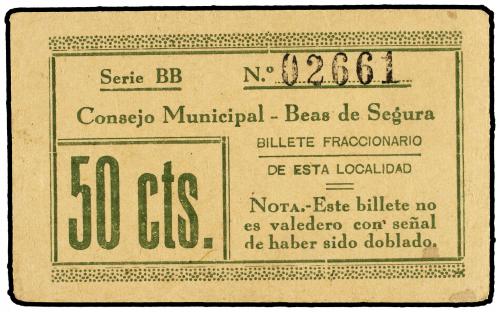 Serie BB N.º 02661
Consejo Municipal - Beas de Segura
50 cts.
BILLETE FRACCIONARIO
DE ESTA LOCALIDAD
NOTA.-Este billete no
es valedero con señal
de haber sido doblado.